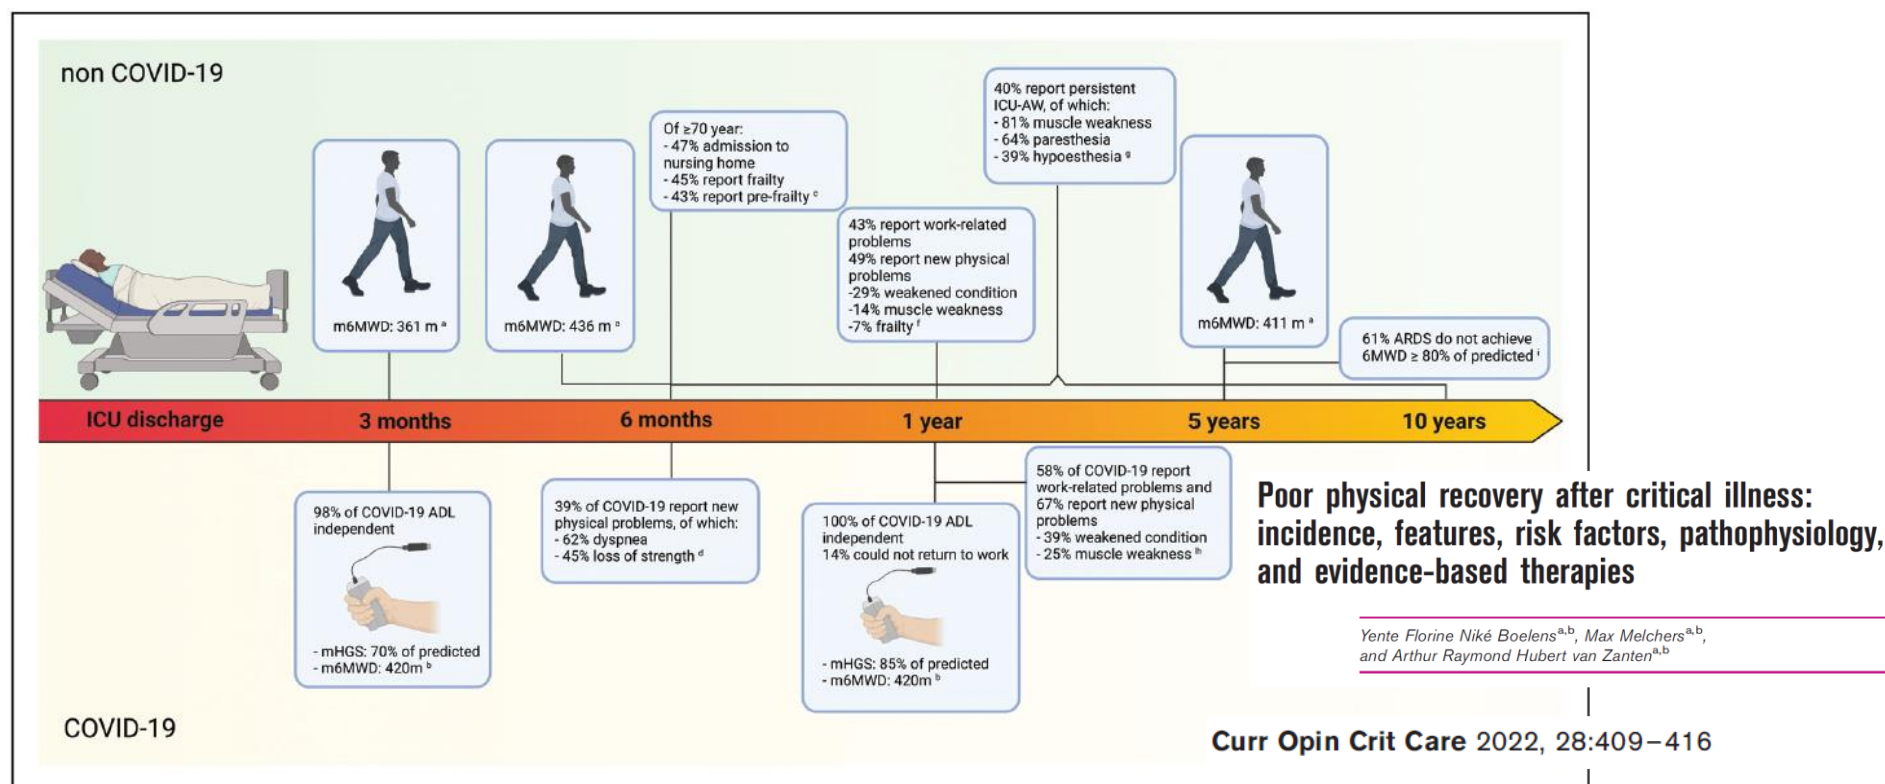 non COVID-19
m6MWD: 361 m a
m6MWD: 436 m e
Of ≥70 year:
- 47% admission to
nursing home
- 45% report frailty
- 43% report pre-frailty c
43% report work-related
problems
49% report new physical
problems
-29% weakened condition
-14% muscle weakness
-7% frailty f
40% report persistent
ICU-AW, of which:
- 81% muscle weakness
- 64% paresthesia
- 39% hypoesthesia g
m6MWD: 411 m a
61% ARDS do not achieve
6MWD ≥ 80% of predicted i
ICU discharge
3 months
6 months
1 year
5 years
10 years
98% of COVID-19 ADL
independent
- mHGS: 70% of predicted
- m6MWD: 420m b
39% of COVID-19 report new
physical problems, of which:
- 62% dyspnea
- 45% loss of strength d
100% of COVID-19 ADL
independent
14% could not return to work
- mHGS: 85% of predicted
- m6MWD: 420m b
58% of COVID-19 report
work-related problems and
67% report new physical
problems
- 39% weakened condition
- 25% muscle weakness h
COVID-19
Poor physical recovery after critical illness:
incidence, features, risk factors, pathophysiology,
and evidence-based therapies
Yente Florine Niké Boelens a,b, Max Melchers a,b,
and Arthur Raymond Hubert van Zanten a,b
Curr Opin Crit Care 2022, 28:409–416